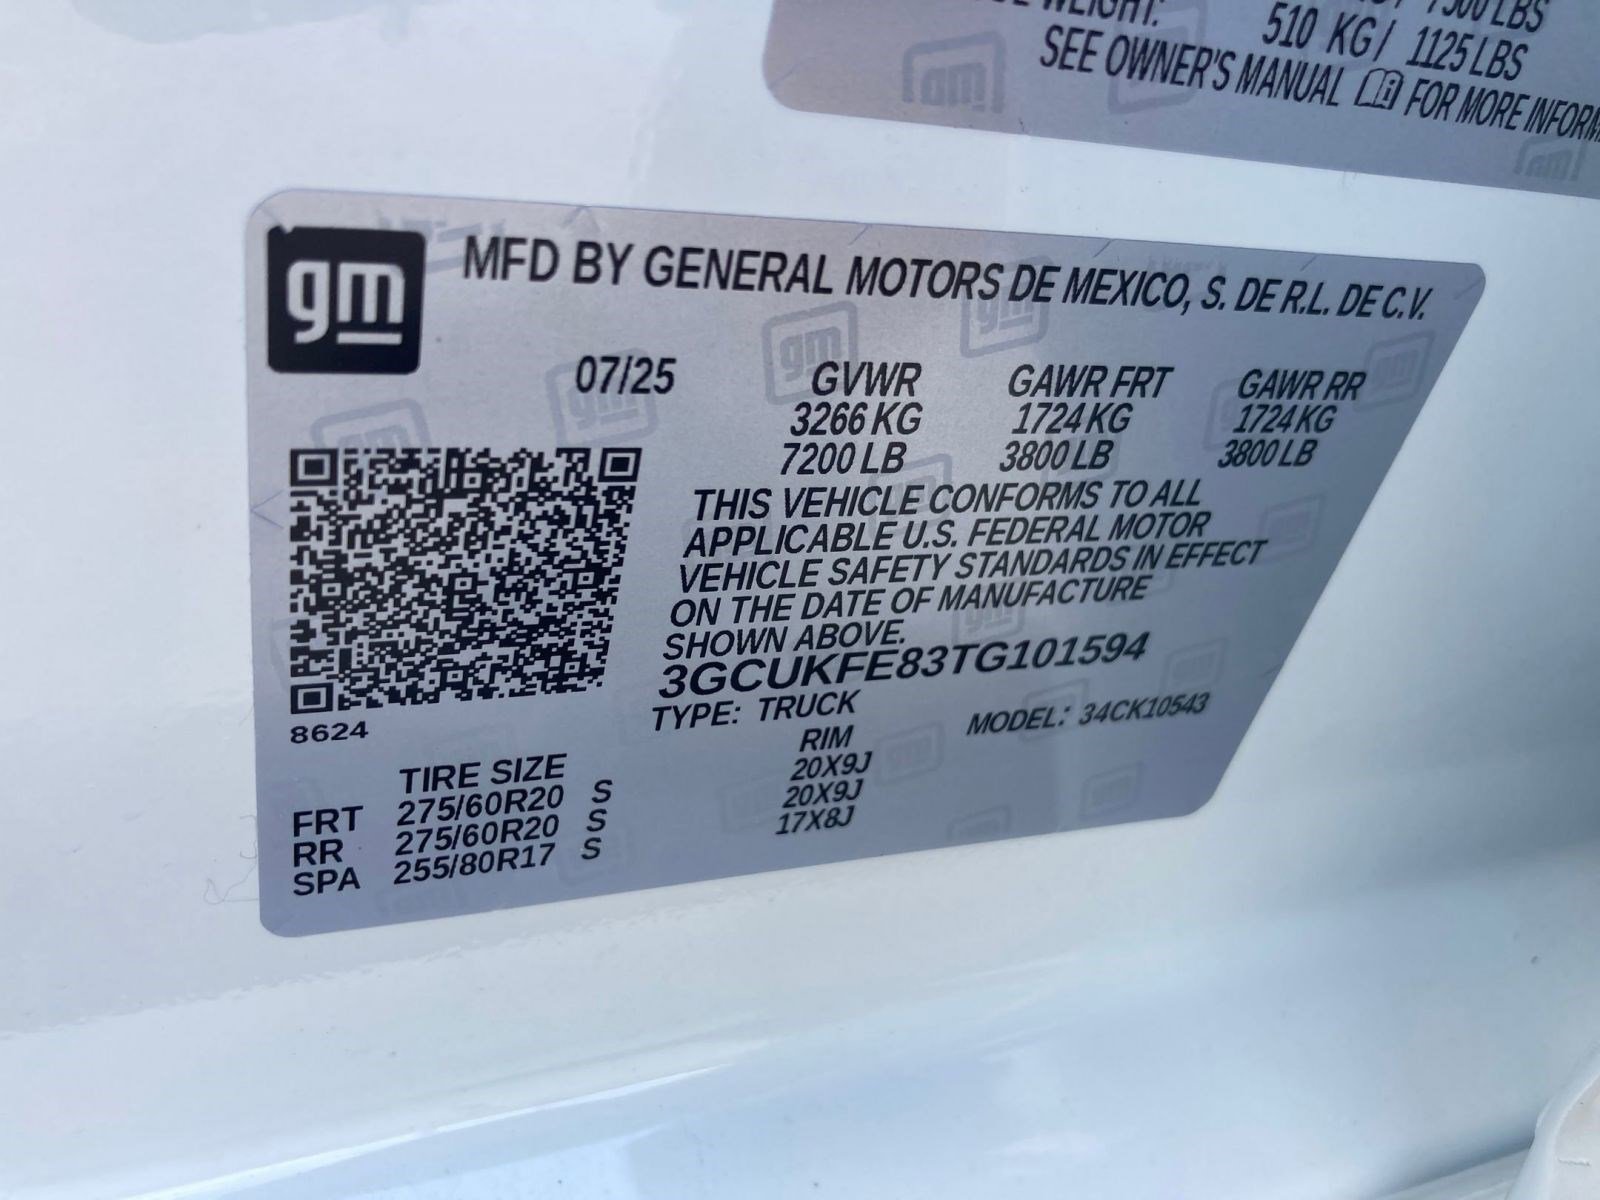 WEIGHT:
7500 LBS
510 KG/ 1125 LBS
SEE OWNER'S MANUAL FOR MORE
gm MFD BY GENERAL MOTORS DE MEXICO, S. DE R.L. DE C.V.
07/25 GVWR GAWR FRT GAWR RR
3266 KG 1724 KG 1724 KG
7200 LB 3800 LB 3800 LB
THIS VEHICLE CONFORMS TO ALL
APPLICABLE U.S. FEDERAL MOTOR
VEHICLE SAFETY STANDARDS IN EFFECT
ON THE DATE OF MANUFACTURE
SHOWN ABOVE.
3GCUKFE83TG101594
TYPE: TRUCK MODEL: 34CK10543
8624
TIRE SIZE RIM
FRT 275/60R20 S 20X9J
RR 275/60R20 S 20X9J
SPA 255/80R17 S 17X8J